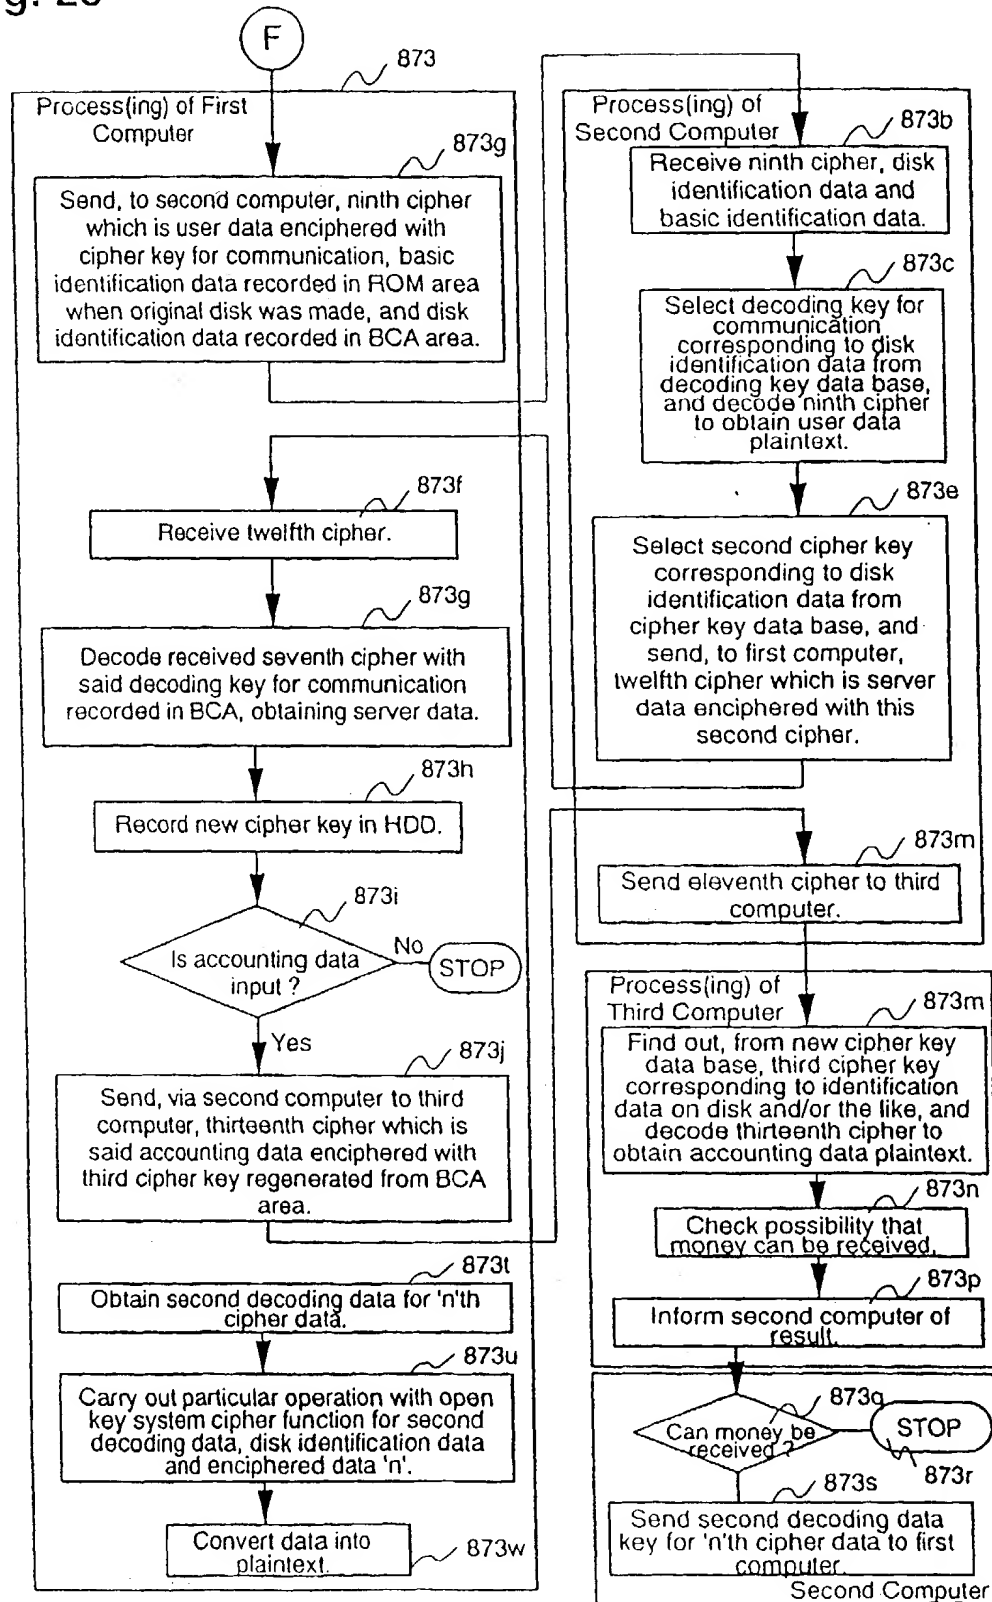 F
873
Process(ing) of First
Computer
873g
Send, to second computer, ninth cipher
which is user data enciphered with
cipher key for communication, basic
identification data recorded in ROM area
when original disk was made, and disk
identification data recorded in BCA area.
873f
Receive twelfth cipher.
873g
Decode received seventh cipher with
said decoding key for communication
recorded in BCA, obtaining server data.
873h
Record new cipher key in HDD.
873i
Is accounting data
input ?
No
STOP
Yes
873j
Send, via second computer to third
computer, thirteenth cipher which is
said accounting data enciphered with
third cipher key regenerated from BCA
area.
873t
Obtain second decoding data for 'n'th
cipher data.
873u
Carry out particular operation with open
key system cipher function for second
decoding data, disk identification data
and enciphered data 'n'.
Convert data into
plaintext.
873w
Process(ing) of
Second Computer
873b
Receive ninth cipher, disk
identification data and
basic identification data.
873c
Select decoding key for
communication
corresponding to disk
identification data from
decoding key data base,
and decode ninth cipher
to obtain user data
plaintext.
873e
Select second cipher key
corresponding to disk
identification data from
cipher key data base, and
send, to first computer,
twelfth cipher which is server
data enciphered with this
second cipher.
873m
Send eleventh cipher to third
computer.
Process(ing) of
Third Computer
873m
Find out, from new cipher key
data base, third cipher key
corresponding to identification
data on disk and/or the like, and
decode thirteenth cipher to
obtain accounting data plaintext.
873n
Check possibility that
money can be received.
873p
Inform second computer of
result.
873q
Can money be
received ?
STOP
873r
873s
Send second decoding data
key for 'n'th cipher data to first
computer.
Second Computer